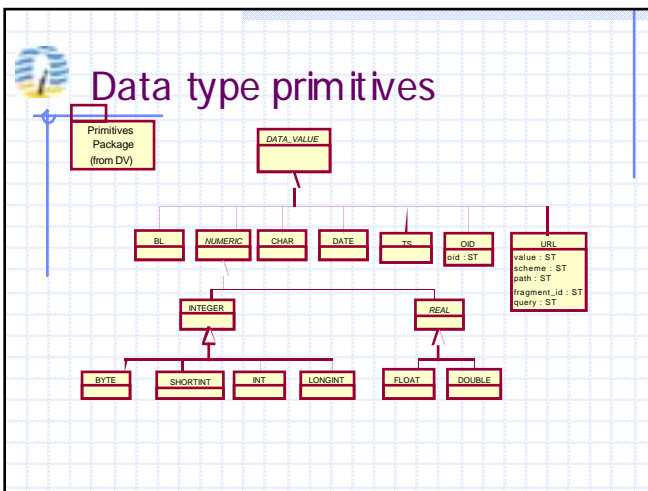 Data type primitives
Primitives
Package
(from DV)
DATA_VALUE
BL
NUMERIC
CHAR
DATE
TS
OID
oid : ST
URL
value : ST
scheme : ST
path : ST
fragment_id : ST
query : ST
INTEGER
REAL
BYTE
SHORTINT
INT
LONGINT
FLOAT
DOUBLE